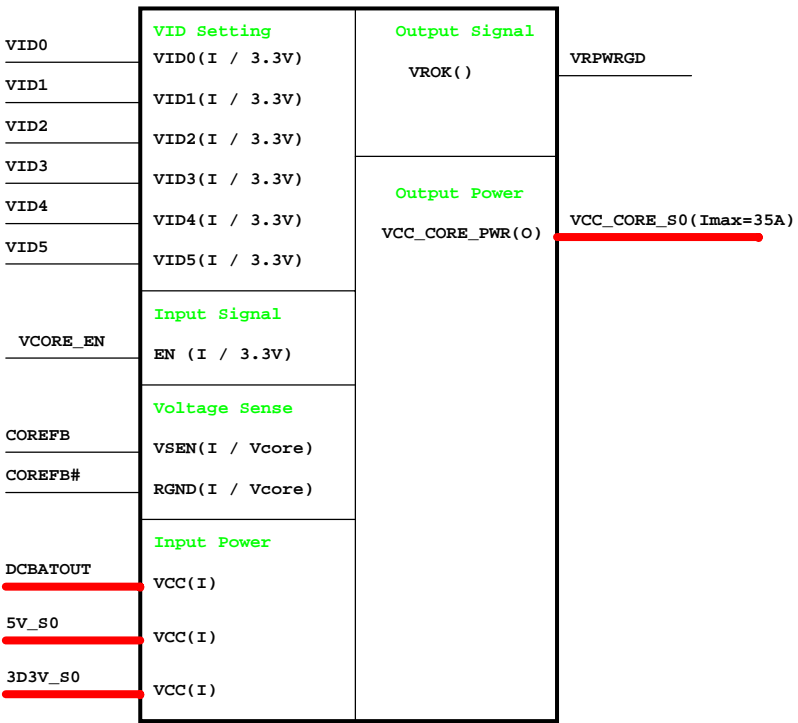 VID0
VID1
VID2
VID3
VID4
VID5
VCORE_EN
COREFB
COREFB#
DCBATOUT
5V_S0
3D3V_S0
VID Setting
VID0(I / 3.3V)
VID1(I / 3.3V)
VID2(I / 3.3V)
VID3(I / 3.3V)
VID4(I / 3.3V)
VID5(I / 3.3V)
Input Signal
EN (I / 3.3V)
Voltage Sense
VSEN(I / Vcore)
RGND(I / Vcore)
Input Power
VCC(I)
VCC(I)
VCC(I)
Output Signal
VROK()
Output Power
VCC_CORE_PWR(O)
VRPWRGD
VCC_CORE_S0(Imax=35A)